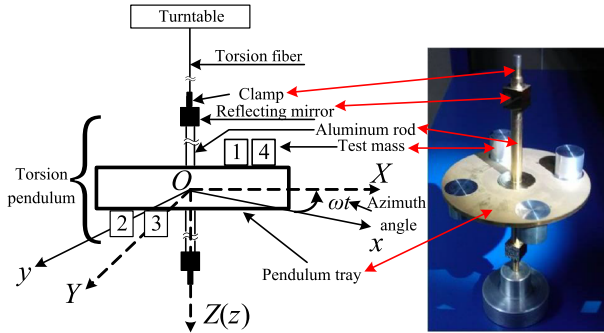 Turntable
Torsion fiber
Clamp
Reflecting mirror
Aluminum rod
1 4 Test mass
Torsion
pendulum
O X
ωt Azimuth
angle
2 3
x
y
Pendulum tray
Y
Z(z)